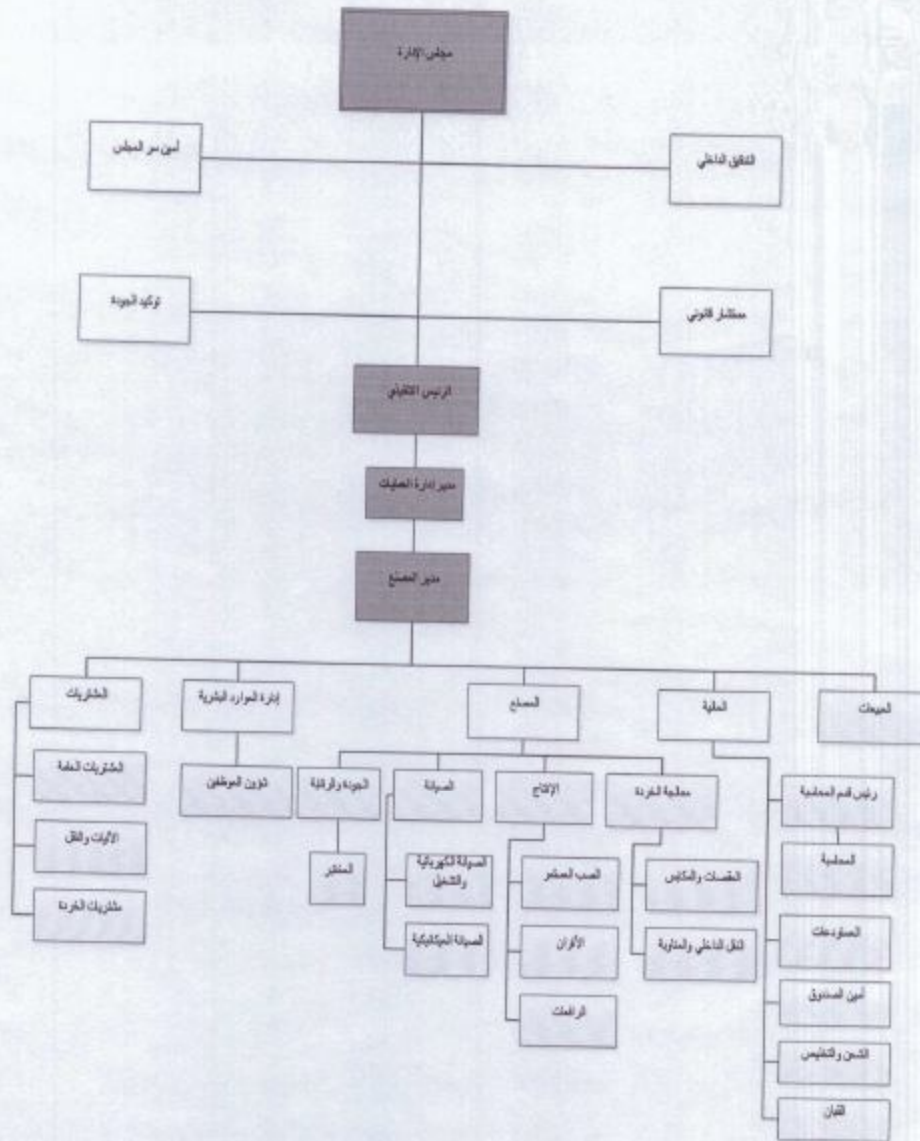 مجلس الإدارة
أمين سر المجلس
التدقيق الداخلي
توكيد الجودة
مستشار قانوني
الرئيس التنفيذي
مدير إدارة العمليات
مدير المصنع
المبيعات
المالية
المصنع
إدارة الموارد البشرية
المشتريات
رئيس قسم المحاسبة
المحاسبة
المستودعات
أمين الصندوق
الشحن والتخليص
القبان
معالجة الخردة
المقصات والمكابس
النقل الداخلي والمناولة
الإنتاج
الصب المستمر
الأفران
الرافعات
الصيانة
الصيانة الكهربائية
والتشغيل
الصيانة الميكانيكية
الجودة والرقابة
المختبر
شؤون الموظفين
المشتريات العامة
الآليات والنقل
مشتريات الخردة